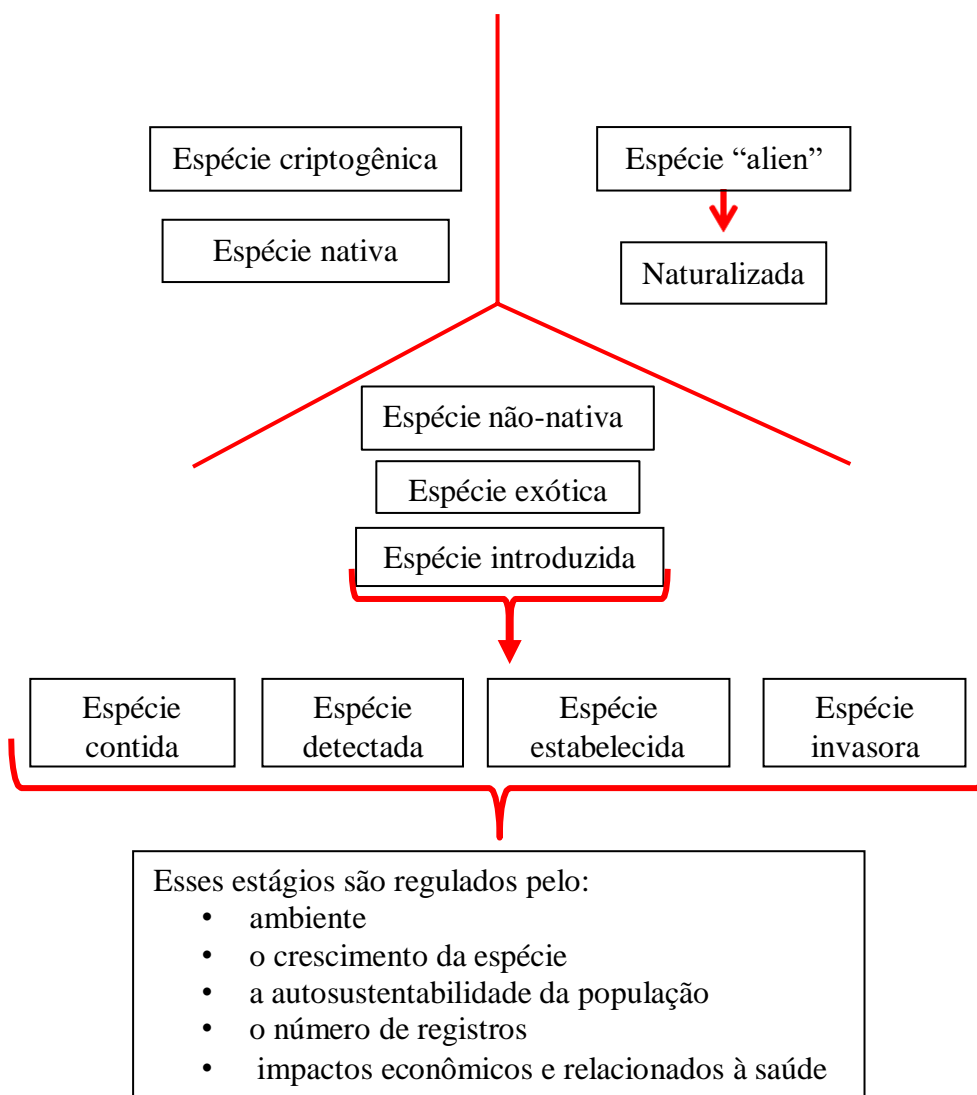 Espécie criptogênica
Espécie nativa
Espécie “alien”
Naturalizada
Espécie não-nativa
Espécie exótica
Espécie introduzida
Espécie
contida
Espécie
detectada
Espécie
estabelecida
Espécie
invasora
Esses estágios são regulados pelo:
• ambiente
• o crescimento da espécie
• a autosustentabilidade da população
• o número de registros
• impactos econômicos e relacionados à saúde